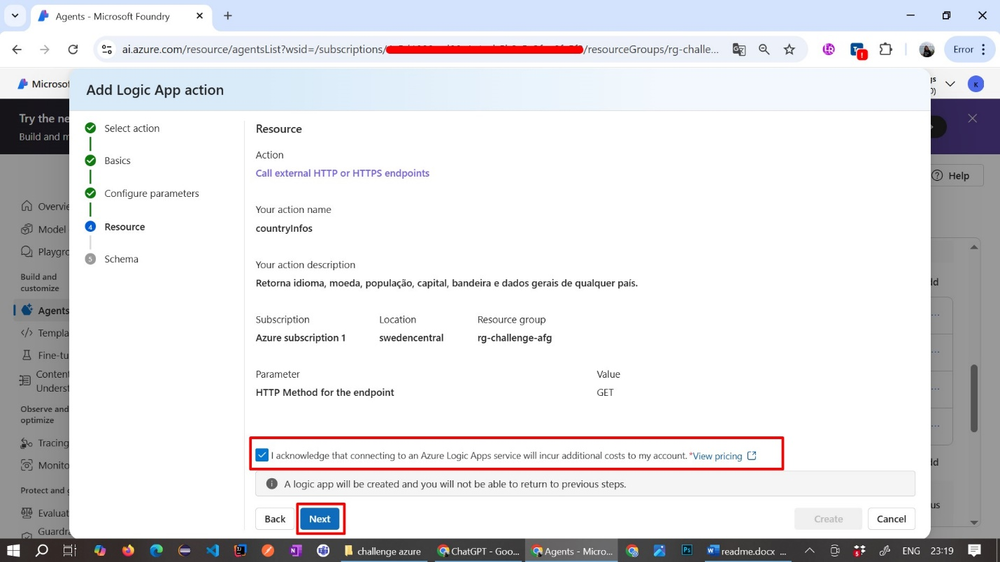 Agents - Microsoft Foundry
ai.azure.com/resource/agentsList?wsid=/subscriptions/
/resourceGroups/rg-challe...
Error
Add Logic App action
Try the ne
Build and m
Select action
Basics
Configure parameters
4 Resource
5 Schema
Resource
Action
Call external HTTP or HTTPS endpoints
Your action name
countryInfos
Your action description
Retorna idioma, moeda, população, capital, bandeira e dados gerais de qualquer país.
Subscription Location Resource group
Azure subscription 1 swedencentral rg-challenge-afg
Parameter Value
HTTP Method for the endpoint GET
I acknowledge that connecting to an Azure Logic Apps service will incur additional costs to my account. *View pricing
A logic app will be created and you will not be able to return to previous steps.
Back Next Create Cancel
Microsof
K
Help
Overvie
Model
Playgro
Build and
customize
Agents
Templa
Fine-tu
Content
Underst
Observe and
optimize
Tracing
Monito
Protect and g
Evaluat
Guardra
challenge azure
ChatGPT - Goo...
Agents - Micro...
readme.docx ...
ENG
23:19